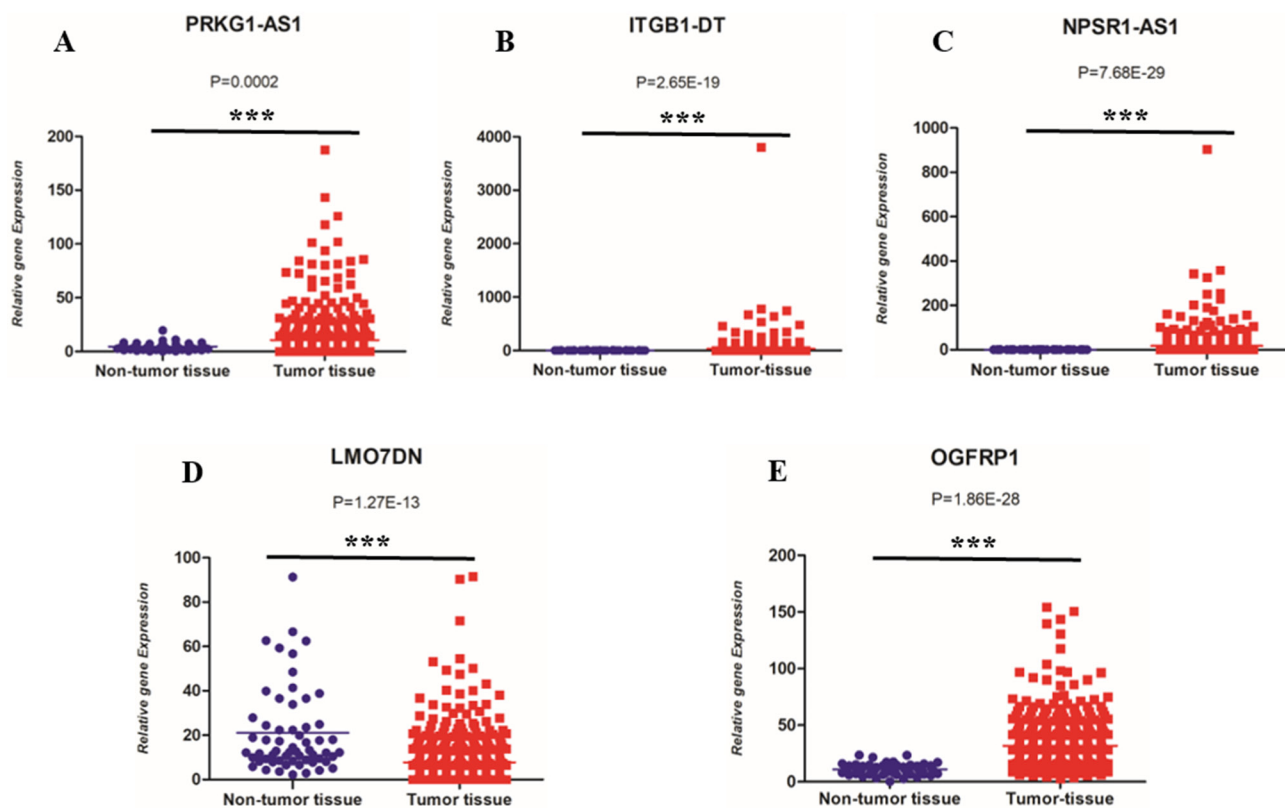 A
PRKG1-AS1
P=0.0002
***
Relative gene Expression
200
150
100
50
0
Non-tumor tissue
Tumor tissue
B
ITGB1-DT
P=2.65E-19
***
Relative gene Expression
4000
3000
2000
1000
0
Non-tumor tissue
Tumor-tissue
C
NPSR1-AS1
P=7.68E-29
***
Relative gene Expression
1000
800
600
400
200
0
Non-tumor tissue
Tumor tissue
D
LMO7DN
P=1.27E-13
***
Relative gene Expression
100
80
60
40
20
0
Non-tumor tissue
Tumor tissue
E
OGFRP1
P=1.86E-28
***
Relative gene Expression
200
150
100
50
0
Non-tumor tissue
Tumor-tissue